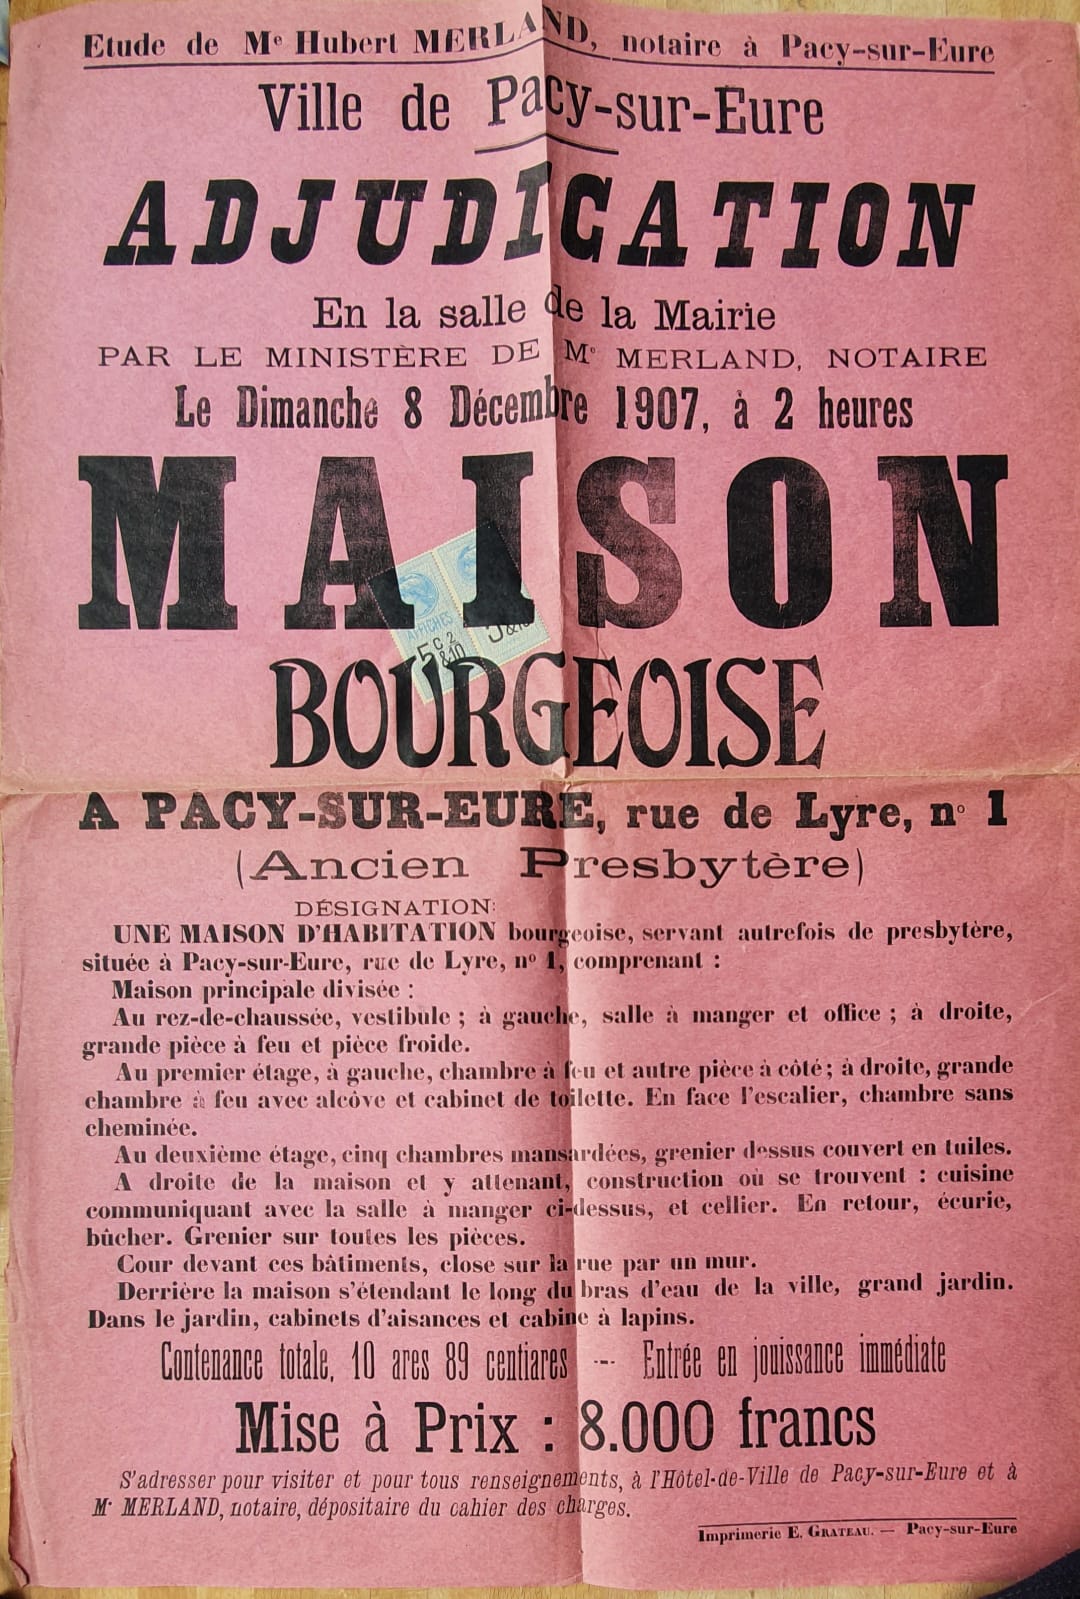 Etude de Mᵉ Hubert MERLAND, notaire à Pacy-sur-Eure
Ville de Pacy-sur-Eure
ADJUDICATION
En la salle de la Mairie
PAR LE MINISTÈRE DE Mᵉ MERLAND, NOTAIRE
Le Dimanche 8 Décembre 1907, à 2 heures
MAISON
AFFICHES
5 c 2
&10
5
&10
BOURGEOISE
A PACY-SUR-EURE, rue de Lyre, n° 1
(Ancien Presbytère)
DÉSIGNATION:
UNE MAISON D'HABITATION bourgeoise, servant autrefois de presbytère,
située à Pacy-sur-Eure, rue de Lyre, n° 1, comprenant :
Maison principale divisée :
Au rez-de-chaussée, vestibule ; à gauche, salle à manger et office ; à droite,
grande pièce à feu et pièce froide.
Au premier étage, à gauche, chambre à feu et autre pièce à côté ; à droite, grande
chambre à feu avec alcôve et cabinet de toilette. En face l'escalier, chambre sans
cheminée.
Au deuxième étage, cinq chambres mansardées, grenier dessus couvert en tuiles.
A droite de la maison et y attenant, construction où se trouvent : cuisine
communiquant avec la salle à manger ci-dessus, et cellier. En retour, écurie,
bûcher. Grenier sur toutes les pièces.
Cour devant ces bâtiments, close sur la rue par un mur.
Derrière la maison s'étendant le long du bras d'eau de la ville, grand jardin.
Dans le jardin, cabinets d'aisances et cabine à lapins.
Contenance totale, 10 ares 89 centiares --- Entrée en jouissance immédiate
Mise à Prix : 8.000 francs
S'adresser pour visiter et pour tous renseignements, à l'Hôtel-de-Ville de Pacy-sur-Eure et à
Mᵉ MERLAND, notaire, dépositaire du cahier des charges.
Imprimerie E. GRATEAU. — Pacy-sur-Eure